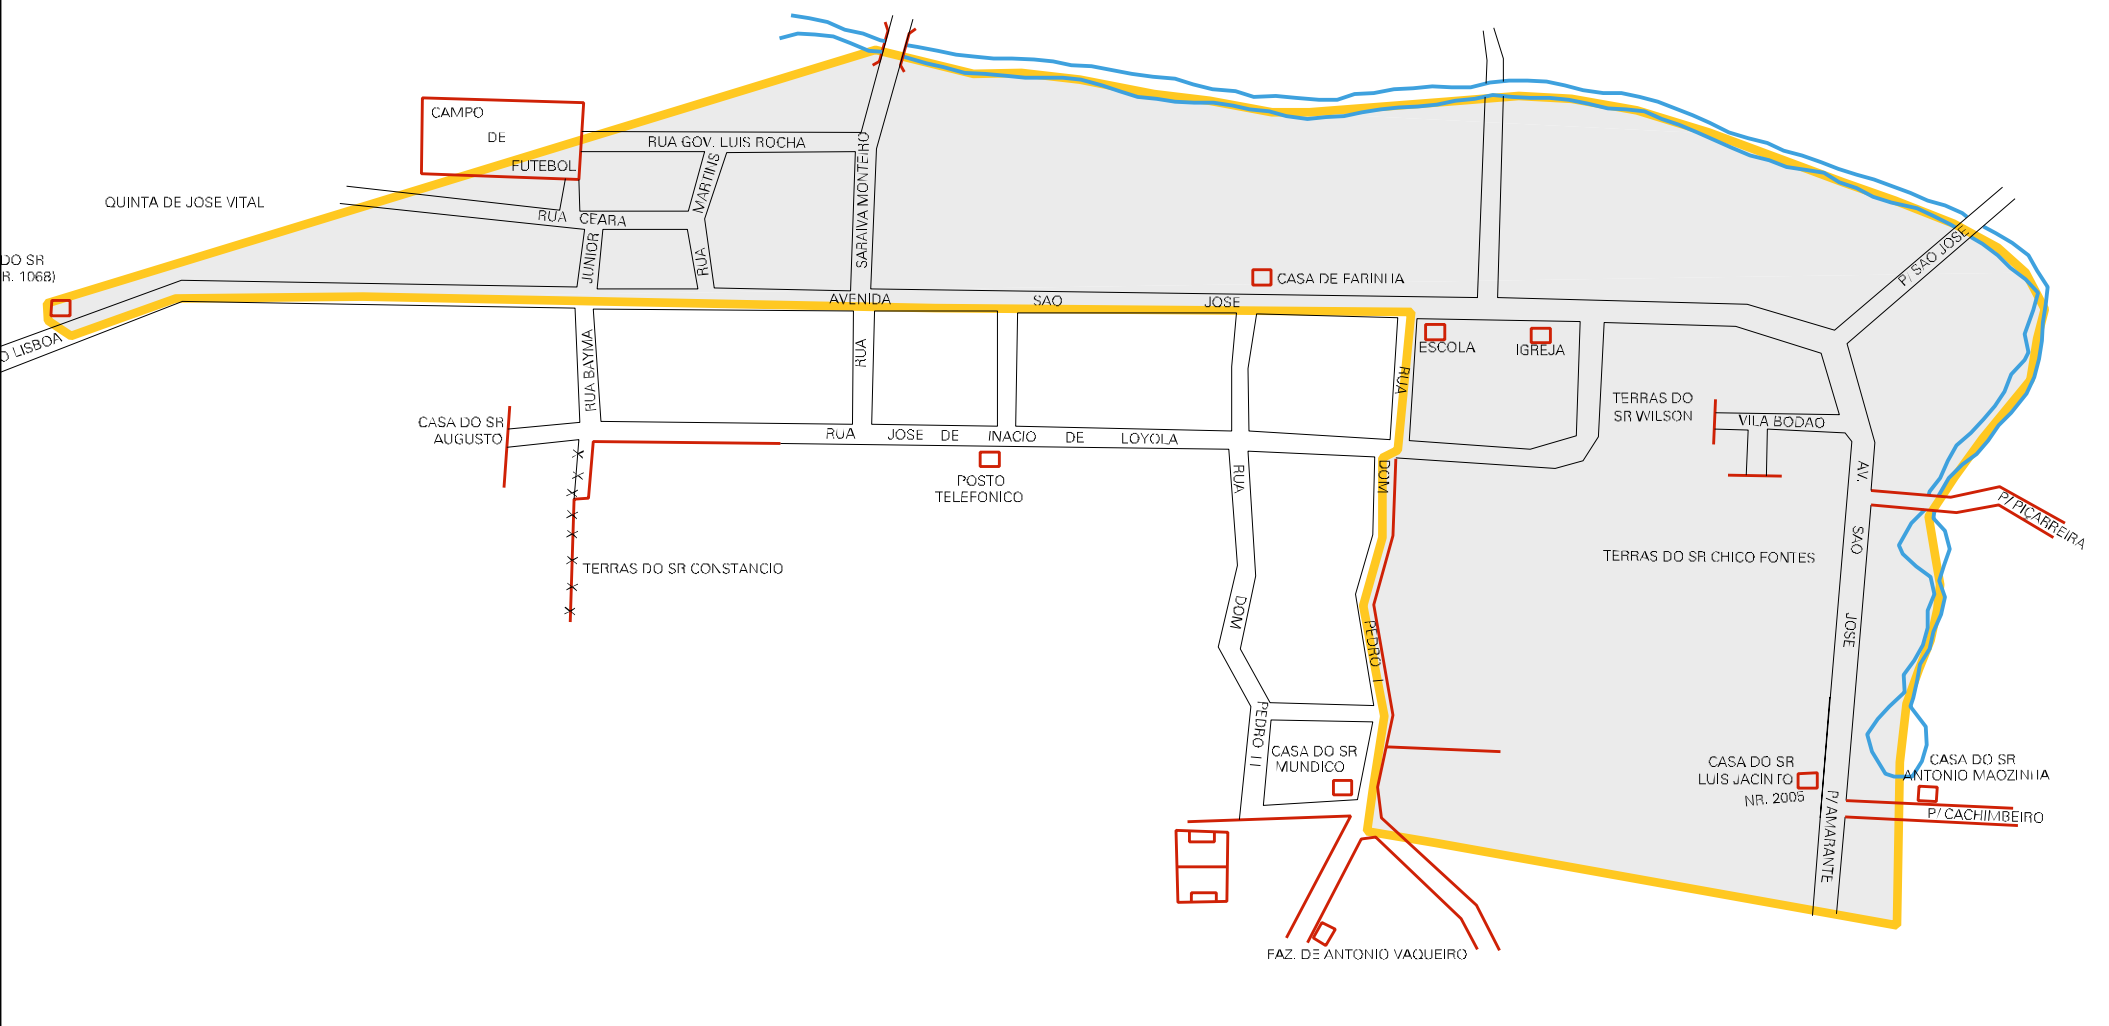 CAMPO
DE
FUTEBOL
RUA GOV. LUIS ROCHA
MARTINS
RUA
SARAIVA MONTEIRO
RUA
QUINTA DE JOSE VITAL
RUA CEARA
JUNIOR
RUA BAYMA
DO SR
R. 1068)
O LISBOA
AVENIDA SAO JOSE
CASA DE FARINHA
P/ SAO JOSE
ESCOLA
IGREJA
RUA
DOM
PEDRO I
TERRAS DO
SR WILSON
VILA BODAO
CASA DO SR
AUGUSTO
RUA JOSE DE INACIO DE LOYOLA
POSTO
TELEFONICO
RUA
DOM
PEDRO II
AV.
SAO
JOSE
P/ AMARANTE
P/ PIÇARREIRA
TERRAS DO SR CHICO FONTES
TERRAS DO SR CONSTANCIO
CASA DO SR
MUNDICO
CASA DO SR
LUIS JACINTO
NR. 2005
CASA DO SR
ANTONIO MAOZINHA
P/ CACHIMBEIRO
FAZ. DE ANTONIO VAQUEIRO